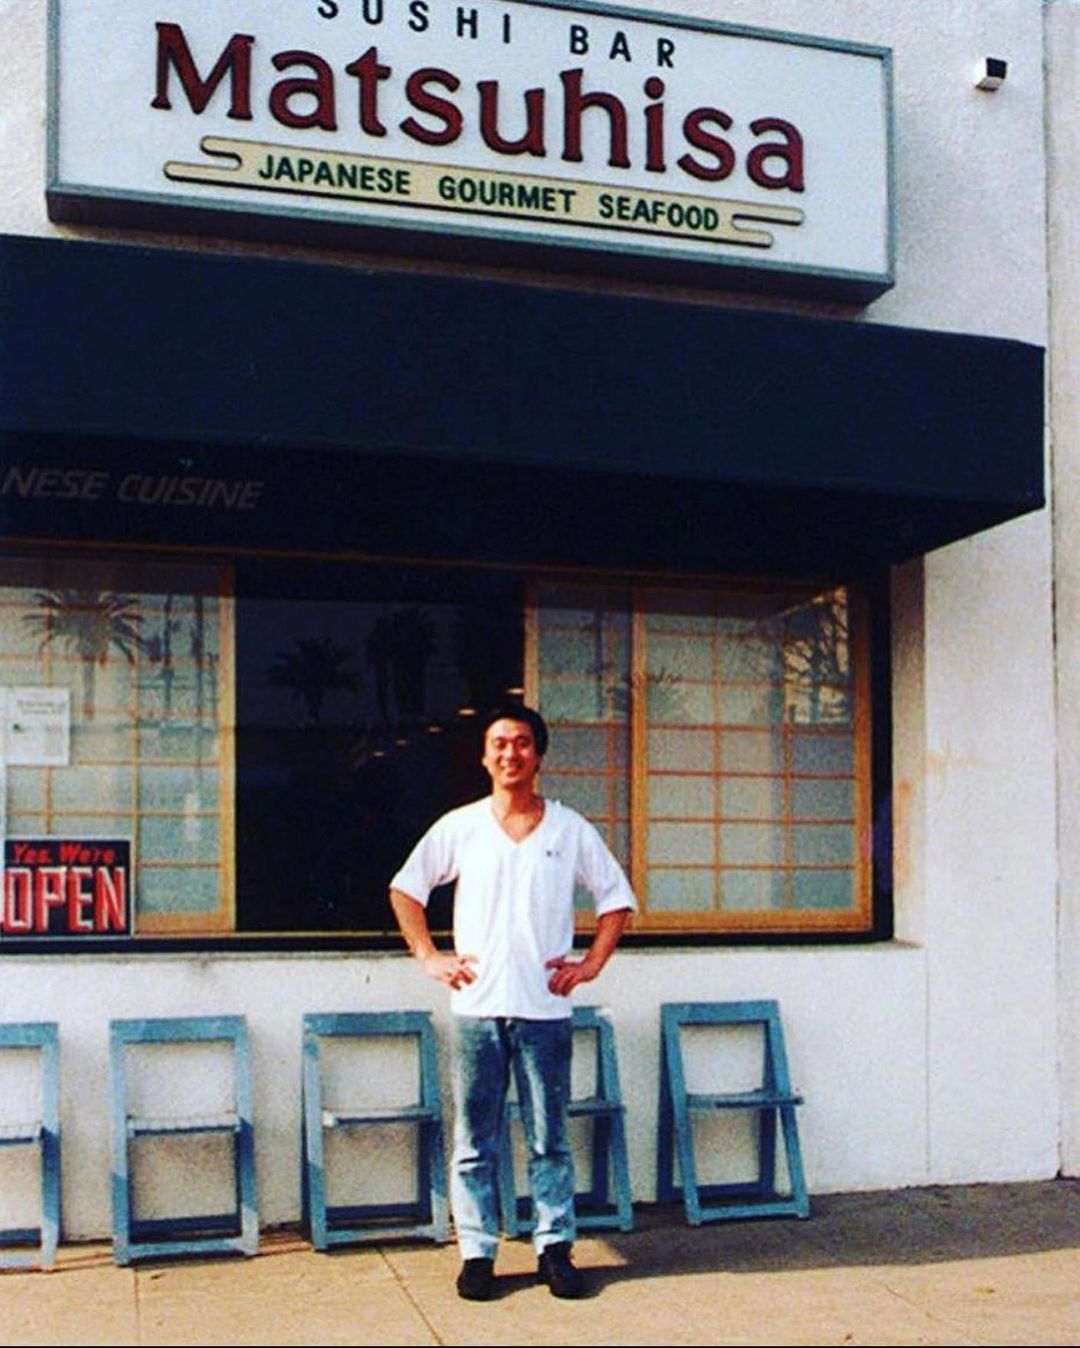 SUSHI BAR
Matsuhisa
JAPANESE GOURMET SEAFOOD
NESE CUISINE
Yes We're
OPEN